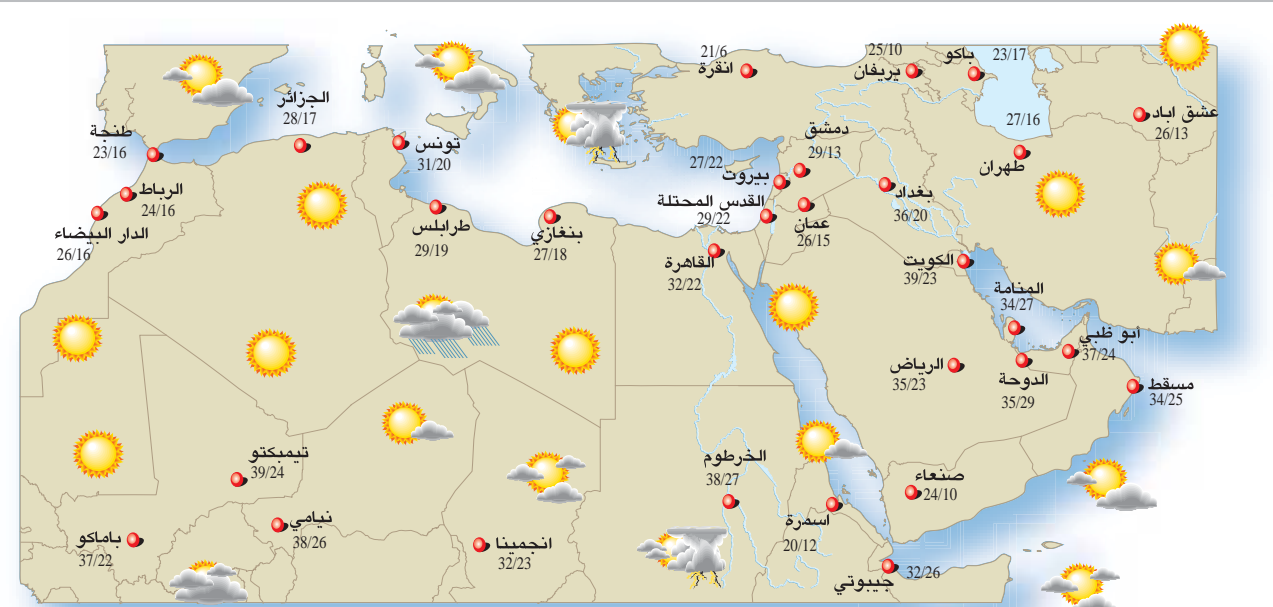 21/6
انقرة
25/10
يريفان
باكو
23/17
عشق اباد
26/13
27/16
طهران
الجزائر
28/17
طنجة
23/16
تونس
31/20
دمشق
29/13
27/22
بيروت
بغداد
36/20
الرباط
24/16
القدس المحتلة
29/22
عمان
26/15
الدار البيضاء
26/16
طرابلس
29/19
بنغازي
27/18
القاهرة
32/22
الكويت
39/23
المنامة
34/27
أبو ظبي
37/24
الرياض
35/23
الدوحة
35/29
مسقط
34/25
تيمبكتو
39/24
الخرطوم
38/27
صنعاء
24/10
نيامي
38/26
اسمرة
20/12
باماكو
37/22
انجمينا
32/23
جيبوتي
32/26